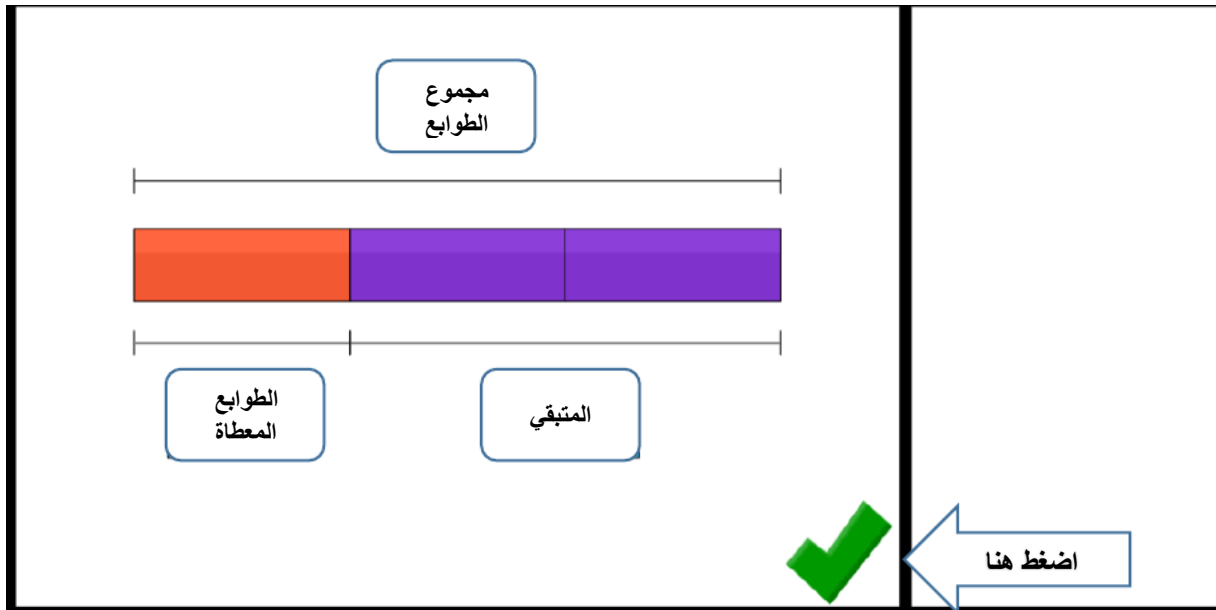 مجموع
الطوابع
الطوابع
المعطاة
المتبقي
اضغط هنا